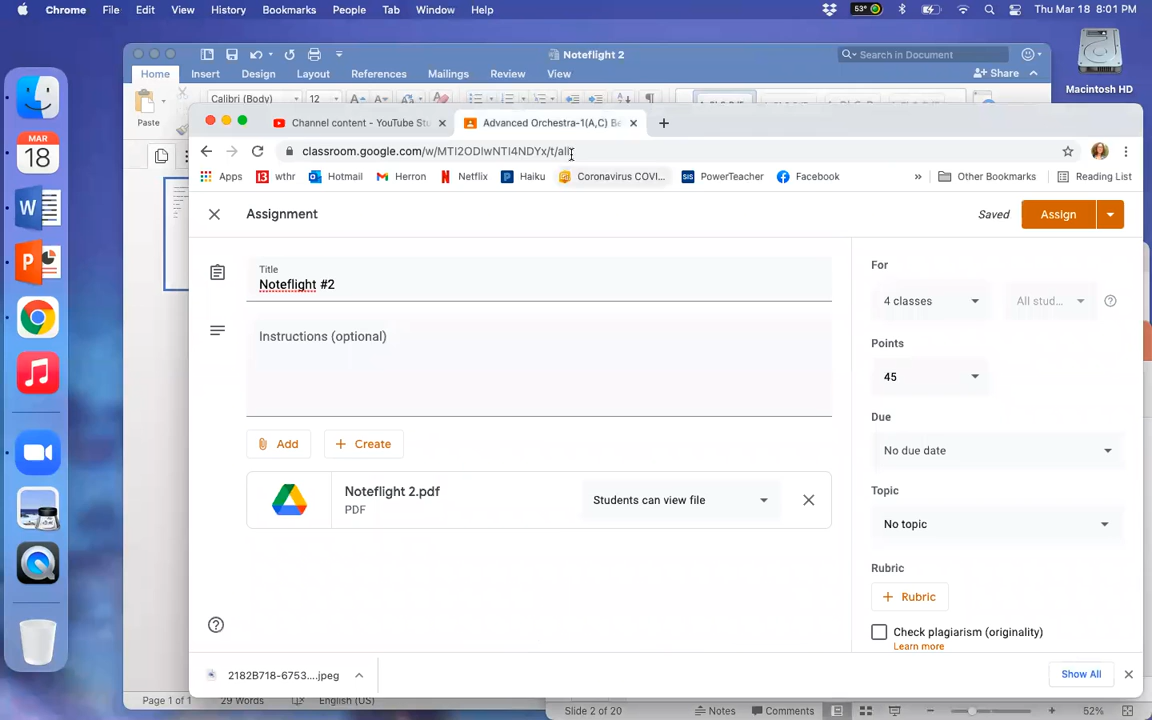 Chrome File Edit View History Bookmarks People Tab Window Help 53° Thu Mar 18 8:01 PM
Noteflight 2 Search in Document
Home Insert Design Layout References Mailings Review View Share
Macintosh HD
Calibri (Body) 12
Paste
Channel content - YouTube Stu Advanced Orchestra-1(A,C) Be
classroom.google.com/w/MTI2ODIwNTI4NDYx/t/all
Apps wthr Hotmail Herron Netflix Haiku Coronavirus COVI... PowerTeacher Facebook » Other Bookmarks Reading List
MAR
18
Assignment Saved Assign
Title
Noteflight #2
Instructions (optional)
Add Create
Noteflight 2.pdf
PDF
Students can view file
For
4 classes All stud...
Points
45
Due
No due date
Topic
No topic
Rubric
+ Rubric
Check plagiarism (originality)
Learn more
2182B718-6753....jpeg Show All
Page 1 of 1 29 Words English (US)
Slide 2 of 20 Notes Comments 52%